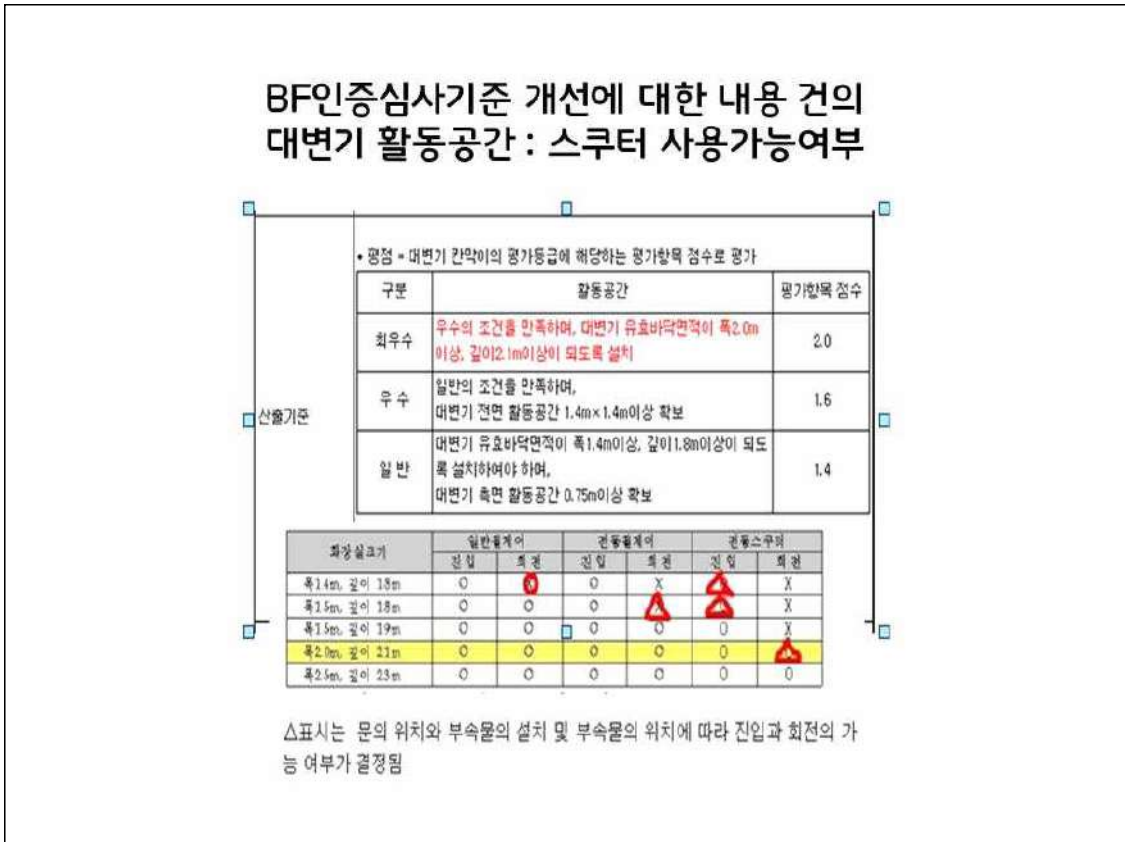 BF인증심사기준 개선에 대한 내용 건의
대변기 활동공간 : 스쿠터 사용가능여부
• 평점 = 대변기 칸막이의 평가등급에 해당하는 평가항목 점수로 평가
구분 활동공간 평가항목 점수
최우수 우수의 조건을 만족하며, 대변기 유효바닥면적이 폭2.0m
이상, 깊이2.1m이상이 되도록 설치 2.0
우 수 일반의 조건을 만족하며,
대변기 전면 활동공간 1.4m×1.4m이상 확보 1.6
산출기준
일 반 대변기 유효바닥면적이 폭1.4m이상, 깊이1.8m이상이 되도
록 설치하여야 하며,
대변기 측면 활동공간 0.75m이상 확보 1.4
화장실크기 일반휠체어 전동휠체어 전동스쿠터
진입 회전 진입 회전 진입 회전
폭1.4m, 깊이 1.8m O O O X △ X
폭1.5m, 깊이 1.8m O O O △ △ X
폭1.5m, 깊이 1.9m O O O O O X
폭2.0m, 깊이 2.1m O O O O O △
폭2.5m, 깊이 2.3m O O O O O O
△표시는 문의 위치와 부속물의 설치 및 부속물의 위치에 따라 진입과 회전의 가
능 여부가 결정됨